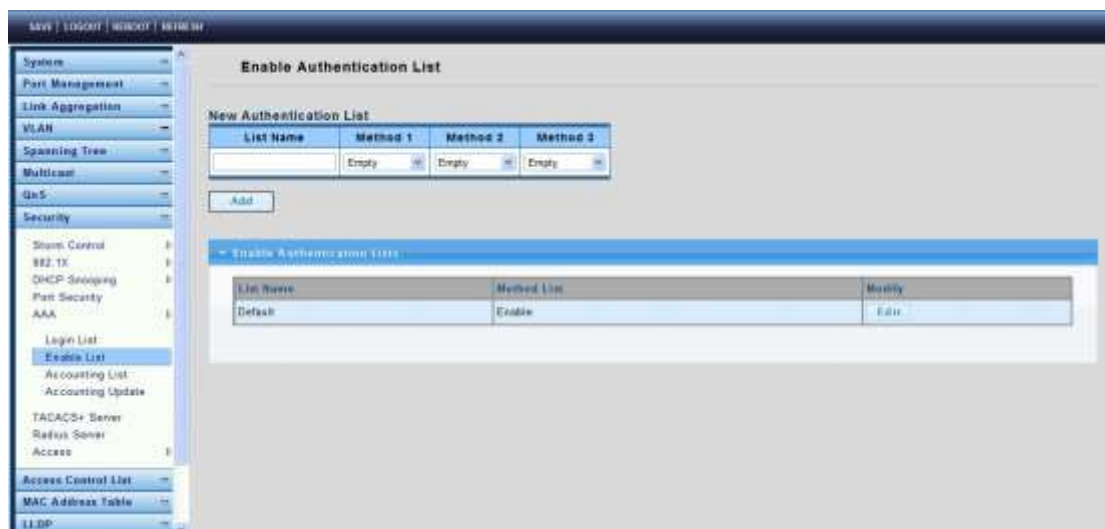 SAVE | LOGOUT | REBOOT | REFRESH
System
Port Management
Link Aggregation
VLAN
Spanning Tree
Multicast
QoS
Security
Storm Control
802.1X
DHCP Snooping
Port Security
AAA
Login List
Enable List
Accounting List
Accounting Update
TACACS+ Server
Radius Server
Access
Access Control List
MAC Address Table
LLDP
Enable Authentication List
New Authentication List
List Name Method 1 Method 2 Method 3
Empty Empty Empty
Add
Enable Authentication Lists
List Name Method List Modify
Default Enable Edit